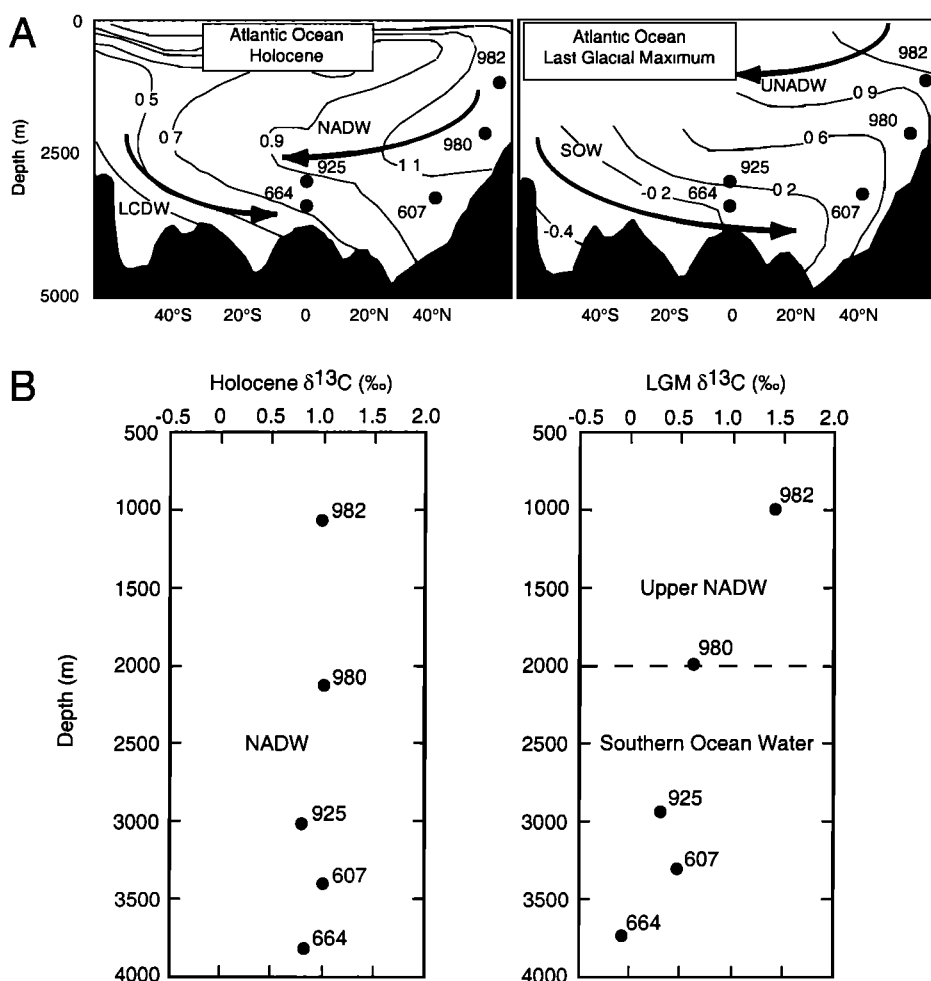 A
Atlantic Ocean
Holocene
0
2500
5000
Depth (m)
0 5
0 7
0.9
NADW
1 1
LCDW
982
980
925
664
607
40°S
20°S
0
20°N
40°N
Atlantic Ocean
Last Glacial Maximum
982
UNADW
0 9
980
0 6
SOW
925
-0 2
664
0 2
607
-0.4
40°S
20°S
0
20°N
40°N
B
Holocene δ13C (‰)
-0.5 0 0.5 1.0 1.5 2.0
500
1000
1500
2000
2500
3000
3500
4000
Depth (m)
982
980
NADW
925
607
664
LGM δ13C (‰)
-0.5 0 0.5 1.0 1.5 2.0
500
1000
1500
2000
2500
3000
3500
4000
982
Upper NADW
980
Southern Ocean Water
925
607
664